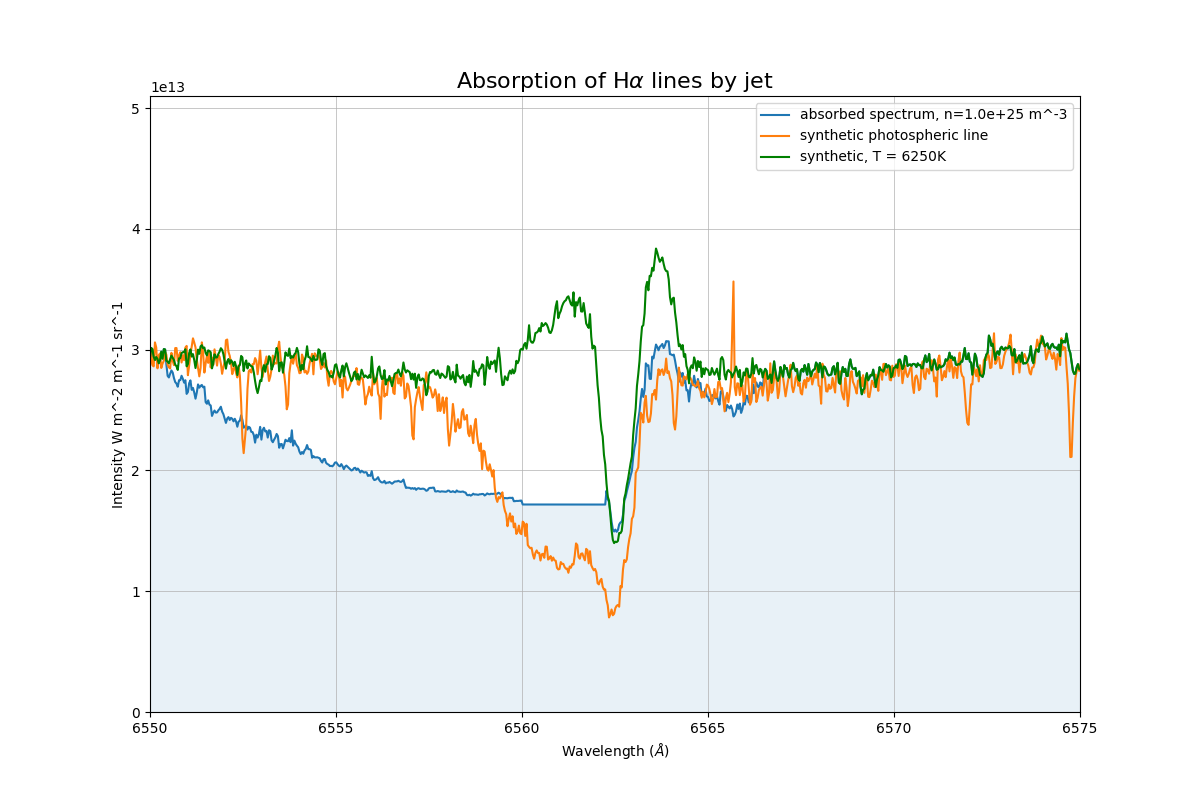 Absorption of Hα lines by jet
1e13
absorbed spectrum, n=1.0e+25 m^-3
synthetic photospheric line
synthetic, T = 6250K
Intensity W m^-2 m^-1 sr^-1
5
4
3
2
1
0
6550 6555 6560 6565 6570 6575
Wavelength (Å)